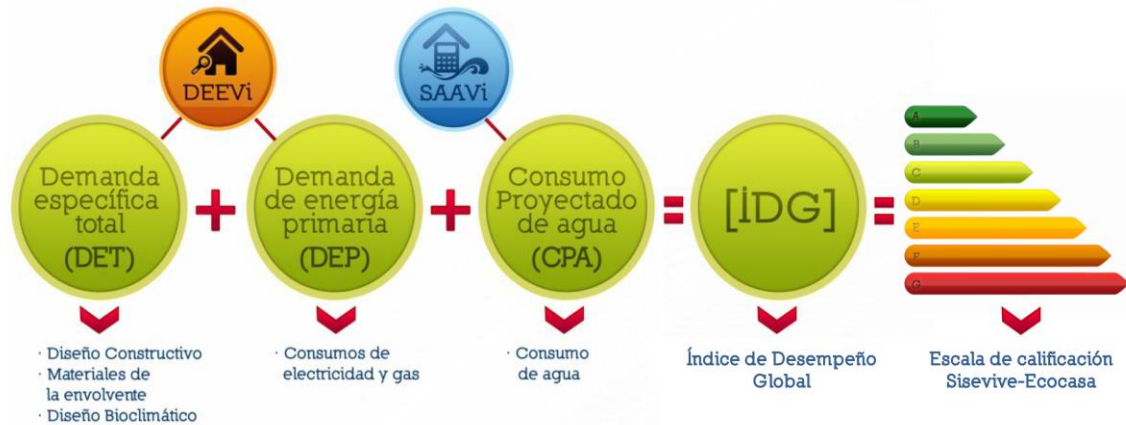 DEEVi
SAAVi
Demanda
específica
total
(DET)
+
Demanda
de energía
primaria
(DEP)
+
Consumo
Proyectado
de agua
(CPA)
=
[İDG]
=
A
B
C
D
E
F
G
· Diseño Constructivo
· Materiales de
la envolvente
· Diseño Bioclimático
· Consumos de
electricidad y gas
· Consumo
de agua
Índice de Desempeño
Global
Escala de calificación
Sisevive-Ecocasa